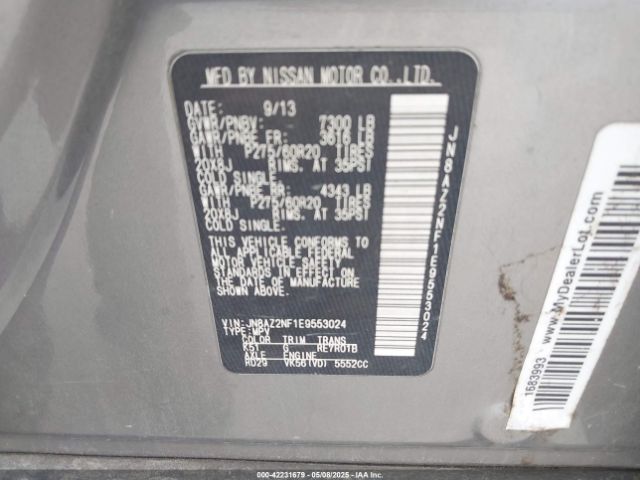 MFD BY NISSAN MOTOR CO.,LTD.
DATE: 9/13
GVWR/PNBV: 7300 LB
GAWR/PNBE FR: 3616 LB
WITH P275/60R20 TIRES
20X8J RIMS. AT 35PSI
COLD SINGLE.
GAWR/PNBE RR: 4343 LB
WITH P275/60R20 TIRES
20X8J RIMS. AT 35PSI
COLD SINGLE.
THIS VEHICLE CONFORMS TO
ALL APPLICABLE FEDERAL
MOTOR VEHICLE SAFETY
STANDARDS IN EFFECT ON
THE DATE OF MANUFACTURE
SHOWN ABOVE.
VIN:JN8AZ2NF1E9553024
TYPE:MPV
COLOR TRIM TRANS
K51 G RE7R01B
AXLE ENGINE
RD29 VK56(VD) 5552CC
JN8AZ2NF1E9553024
1683993
www.MyDealerLot.com
000-42231679 05/08/2025 IAAI.COM